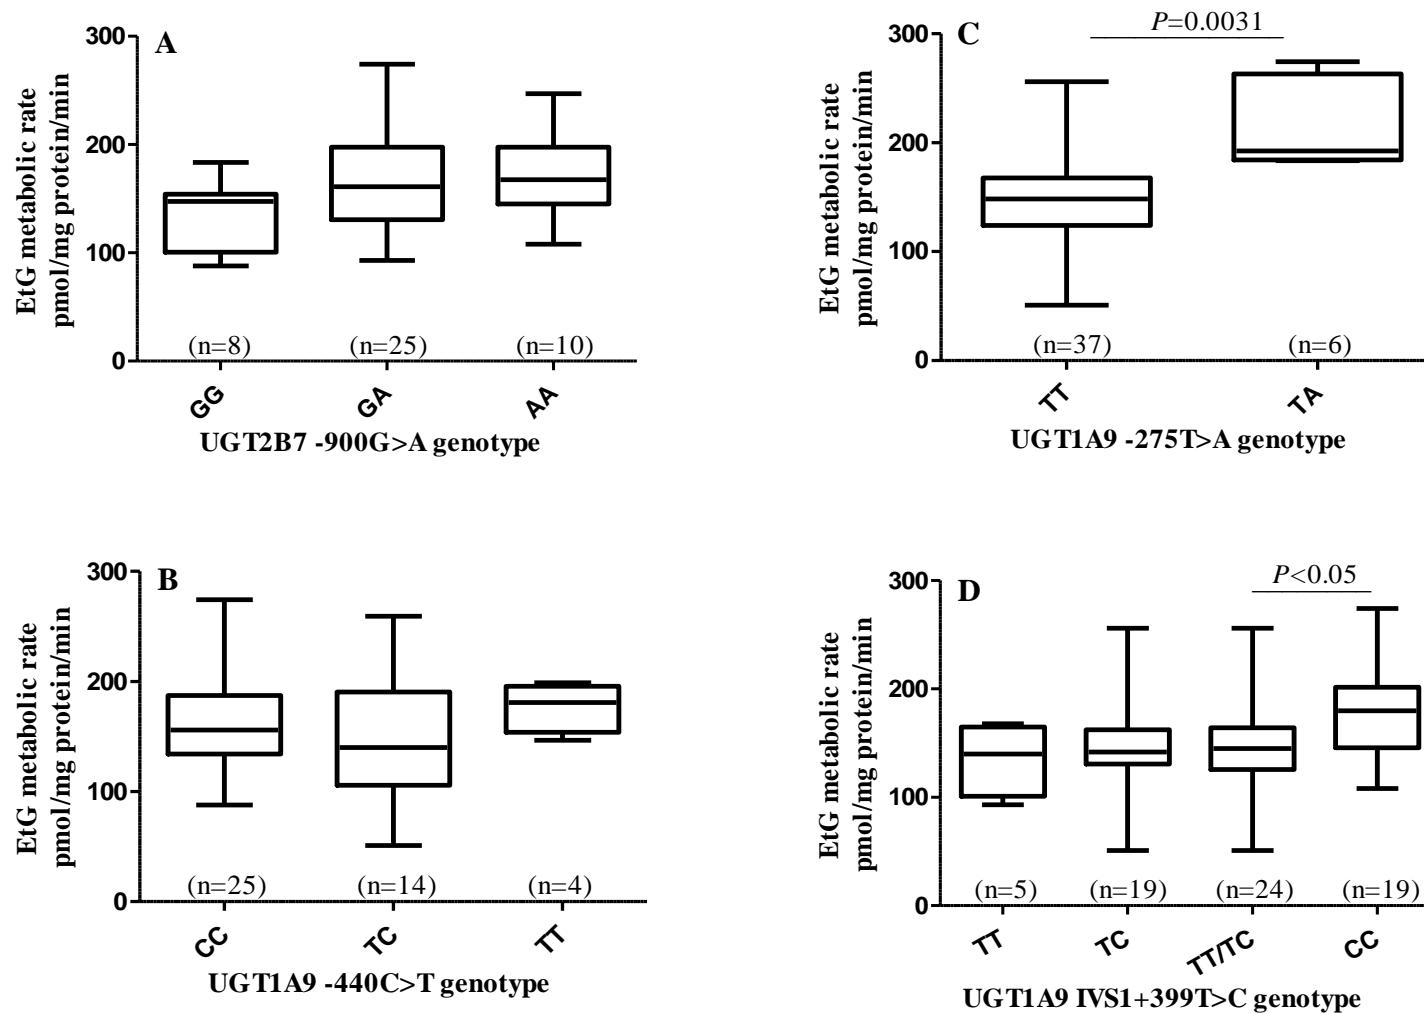 A
EtG metabolic rate
pmol/mg protein/min
300
200
100
0
(n=8) (n=25) (n=10)
GG GA AA
UGT2B7 -900G>A genotype
C
P=0.0031
EtG metabolic rate
pmol/mg protein/min
300
200
100
0
(n=37) (n=6)
TT TA
UGT1A9 -275T>A genotype
B
EtG metabolic rate
pmol/mg protein/min
300
200
100
0
(n=25) (n=14) (n=4)
CC TC TT
UGT1A9 -440C>T genotype
D
P<0.05
EtG metabolic rate
pmol/mg protein/min
300
200
100
0
(n=5) (n=19) (n=24) (n=19)
TT TC TT/TC CC
UGT1A9 IVS1+399T>C genotype